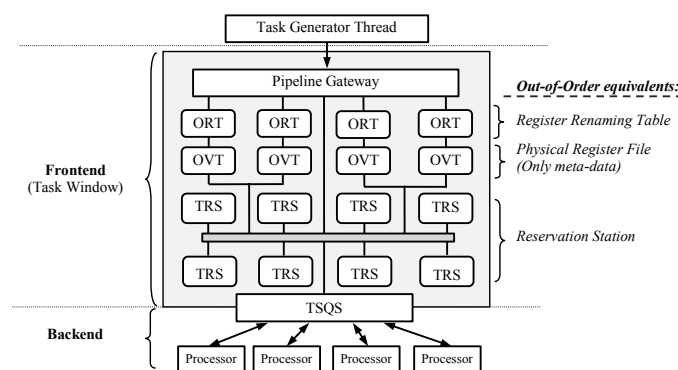 Task Generator Thread
Pipeline Gateway
Out-of-Order equivalents:
ORT ORT ORT ORT
Register Renaming Table
OVT OVT OVT OVT
Physical Register File
(Only meta-data)
Frontend
(Task Window)
TRS TRS TRS TRS
Reservation Station
TRS TRS TRS TRS
TSQS
Backend
Processor Processor Processor Processor